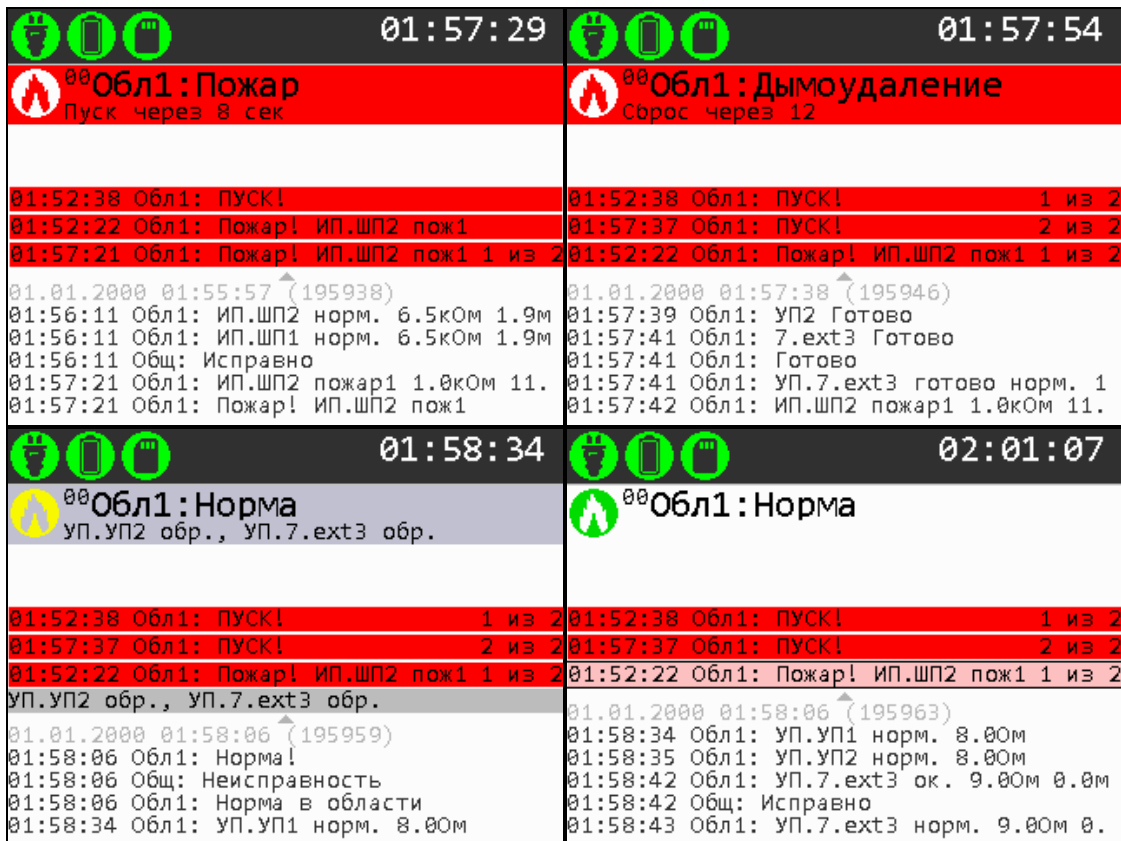 01:57:29
00Обл1:Пожар
Пуск через 8 сек
01:52:38 Обл1: ПУСК!
01:52:22 Обл1: Пожар! ИП.ШП2 пож1
01:57:21 Обл1: Пожар! ИП.ШП2 пож1 1 из 2
01.01.2000 01:55:57 (195938)
01:56:11 Обл1: ИП.ШП2 норм. 6.5кОм 1.9м
01:56:11 Обл1: ИП.ШП1 норм. 6.5кОм 1.9м
01:56:11 Общ: Исправно
01:57:21 Обл1: ИП.ШП2 пожар1 1.0кОм 11.
01:57:21 Обл1: Пожар! ИП.ШП2 пож1
01:57:54
00Обл1:Дымоудаление
Сброс через 12
01:52:38 Обл1: ПУСК! 1 из 2
01:57:37 Обл1: ПУСК! 2 из 2
01:52:22 Обл1: Пожар! ИП.ШП2 пож1 1 из 2
01.01.2000 01:57:38 (195946)
01:57:39 Обл1: УП2 Готово
01:57:41 Обл1: 7.ext3 Готово
01:57:41 Обл1: Готово
01:57:41 Обл1: УП.7.ext3 готово норм. 1
01:57:42 Обл1: ИП.ШП2 пожар1 1.0кОм 11.
01:58:34
00Обл1:Норма
УП.УП2 обр., УП.7.ext3 обр.
01:52:38 Обл1: ПУСК! 1 из 2
01:57:37 Обл1: ПУСК! 2 из 2
01:52:22 Обл1: Пожар! ИП.ШП2 пож1 1 из 2
УП.УП2 обр., УП.7.ext3 обр.
01.01.2000 01:58:06 (195959)
01:58:06 Обл1: Норма!
01:58:06 Общ: Неисправность
01:58:06 Обл1: Норма в области
01:58:34 Обл1: УП.УП1 норм. 8.0Ом
02:01:07
00Обл1:Норма
01:52:38 Обл1: ПУСК! 1 из 2
01:57:37 Обл1: ПУСК! 2 из 2
01:52:22 Обл1: Пожар! ИП.ШП2 пож1 1 из 2
01.01.2000 01:58:06 (195963)
01:58:34 Обл1: УП.УП1 норм. 8.0Ом
01:58:35 Обл1: УП.УП2 норм. 8.0Ом
01:58:42 Обл1: УП.7.ext3 ок. 9.0Ом 0.0м
01:58:42 Общ: Исправно
01:58:43 Обл1: УП.7.ext3 норм. 9.0Ом 0.